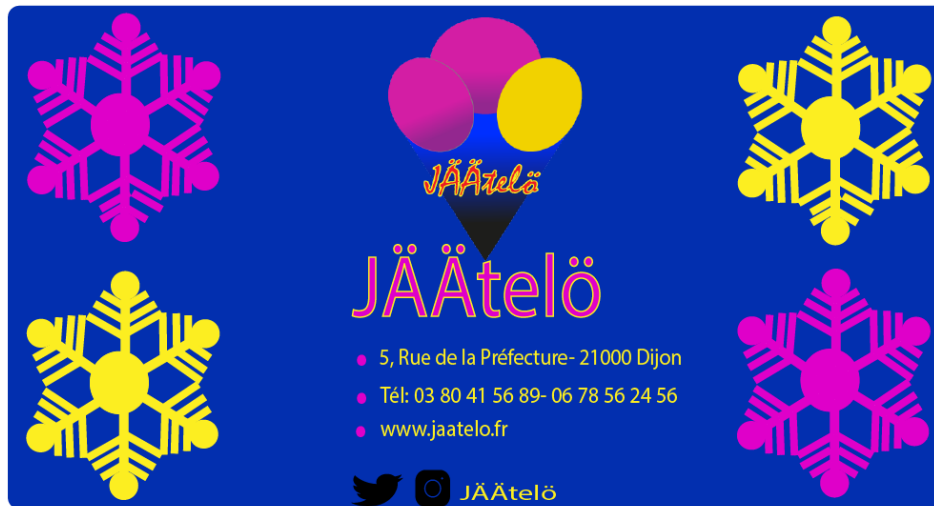 JÄÄtelö
JÄÄtelö
5, Rue de la Préfecture- 21000 Dijon
Tél: 03 80 41 56 89- 06 78 56 24 56
www.jaatelo.fr
JÄÄtelö